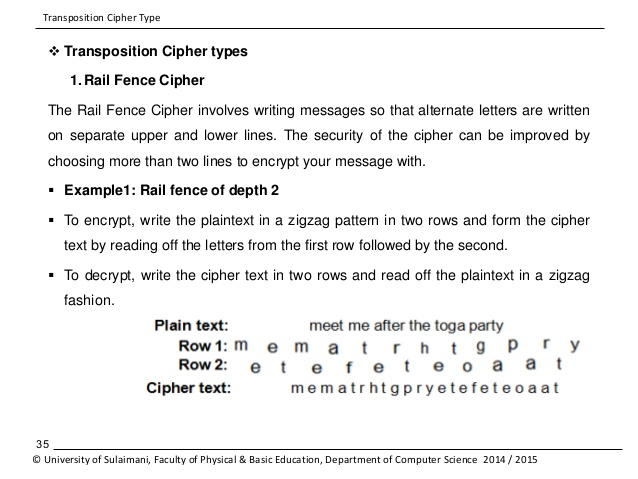 Transposition Cipher Type
❖ Transposition Cipher types
1. Rail Fence Cipher
The Rail Fence Cipher involves writing messages so that alternate letters are written
on separate upper and lower lines. The security of the cipher can be improved by
choosing more than two lines to encrypt your message with.
▪ Example1: Rail fence of depth 2
▪ To encrypt, write the plaintext in a zigzag pattern in two rows and form the cipher
text by reading off the letters from the first row followed by the second.
▪ To decrypt, write the cipher text in two rows and read off the plaintext in a zigzag
fashion.
Plain text: meet me after the toga party
Row 1: m e m a t r h t g p r y
Row 2: e t e f e t e o a a t
Cipher text: m e m a t r h t g p r y e t e f e t e o a a t
35
© University of Sulaimani, Faculty of Physical & Basic Education, Department of Computer Science 2014 / 2015